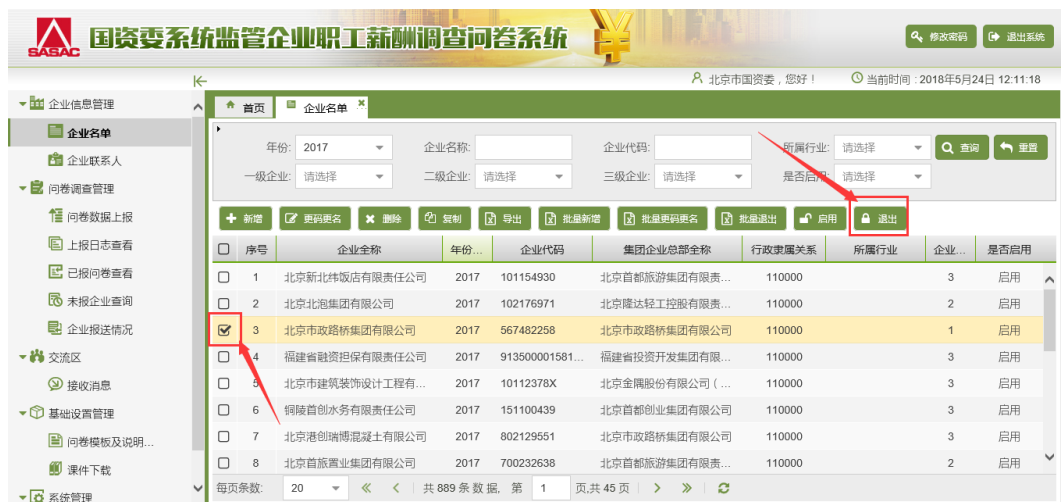 SASAC 国资委系统监管企业职工薪酬调查问卷系统 修改密码 退出系统
北京市国资委，您好！ 当前时间：2018年5月24日 12:11:18
企业信息管理
企业名单
企业联系人
问卷调查管理
问卷数据上报
上报日志查看
已报问卷查看
未报企业查询
企业报送情况
交流区
接收消息
基础设置管理
问卷模板及说明...
课件下载
系统管理
首页 企业名单
年份: 2017 企业名称: 企业代码: 所属行业: 请选择 查询 重置
一级企业: 请选择 二级企业: 请选择 三级企业: 请选择 是否启用: 请选择
新增 更码更名 删除 复制 导出 批量新增 批量更码更名 批量退出 启用 退出
序号 企业全称 年份... 企业代码 集团企业总部全称 行政隶属关系 所属行业 企业... 是否启用
1 北京新北纬饭店有限责任公司 2017 101154930 北京首都旅游集团有限责... 110000 3 启用
2 北京北泡集团有限公司 2017 102176971 北京隆达轻工控股有限责... 110000 2 启用
3 北京市政路桥集团有限公司 2017 567482258 北京市政路桥集团有限公司 110000 1 启用
4 福建省融资担保有限责任公司 2017 913500001581... 福建省投资开发集团有限... 110000 3 启用
5 北京市建筑装饰设计工程有... 2017 10112378X 北京金隅股份有限公司（... 110000 3 启用
6 铜陵首创水务有限责任公司 2017 151100439 北京首都创业集团有限公司 110000 3 启用
7 北京港创瑞博混凝土有限公司 2017 802129551 北京市政路桥集团有限公司 110000 3 启用
8 北京首旅置业集团有限公司 2017 700232638 北京首都旅游集团有限责... 110000 2 启用
每页条数: 20 共 889 条数据, 第 1 页,共 45 页